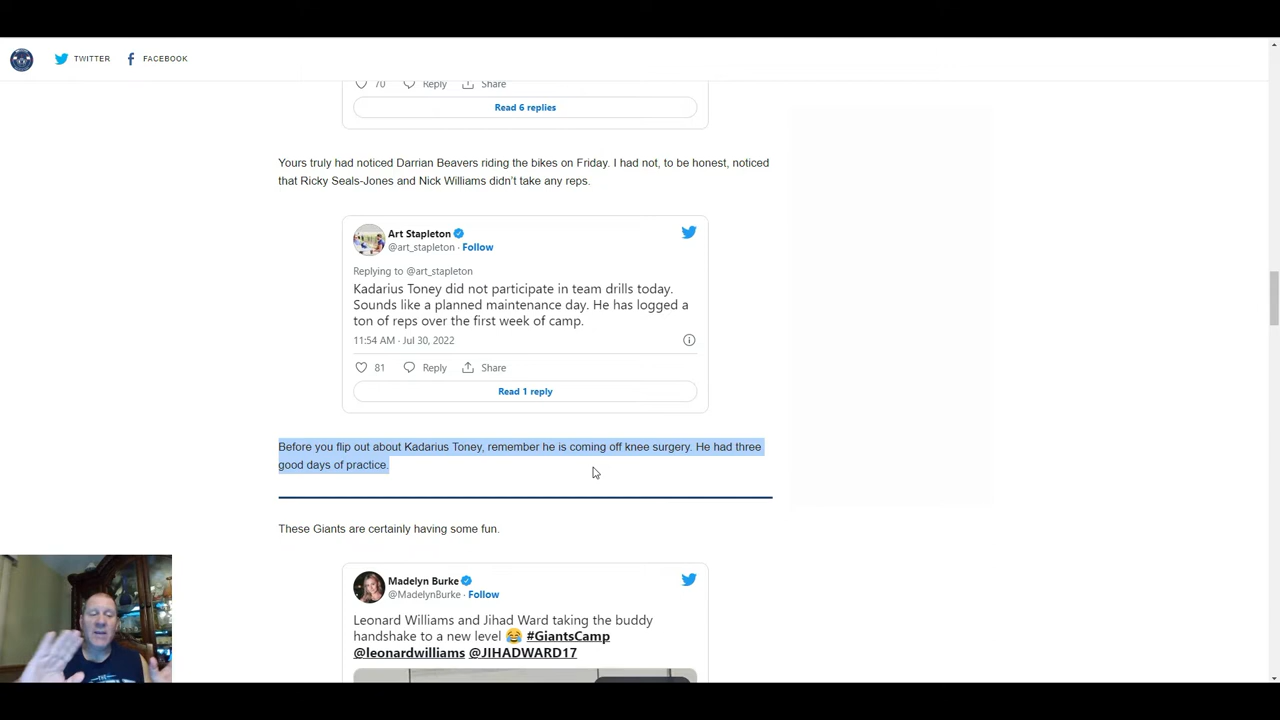 TWITTER
FACEBOOK
70
Reply
Share
Read 6 replies
Yours truly had noticed Darrian Beavers riding the bikes on Friday. I had not, to be honest, noticed
that Ricky Seals-Jones and Nick Williams didn’t take any reps.
Art Stapleton
@art_stapleton · Follow
Replying to @art_stapleton
Kadarius Toney did not participate in team drills today.
Sounds like a planned maintenance day. He has logged a
ton of reps over the first week of camp.
11:54 AM · Jul 30, 2022
81
Reply
Share
Read 1 reply
Before you flip out about Kadarius Toney, remember he is coming off knee surgery. He had three
good days of practice.
These Giants are certainly having some fun.
Madelyn Burke
@MadelynBurke · Follow
Leonard Williams and Jihad Ward taking the buddy
handshake to a new level 😂 #GiantsCamp
@leonardwilliams @JIHADWARD17